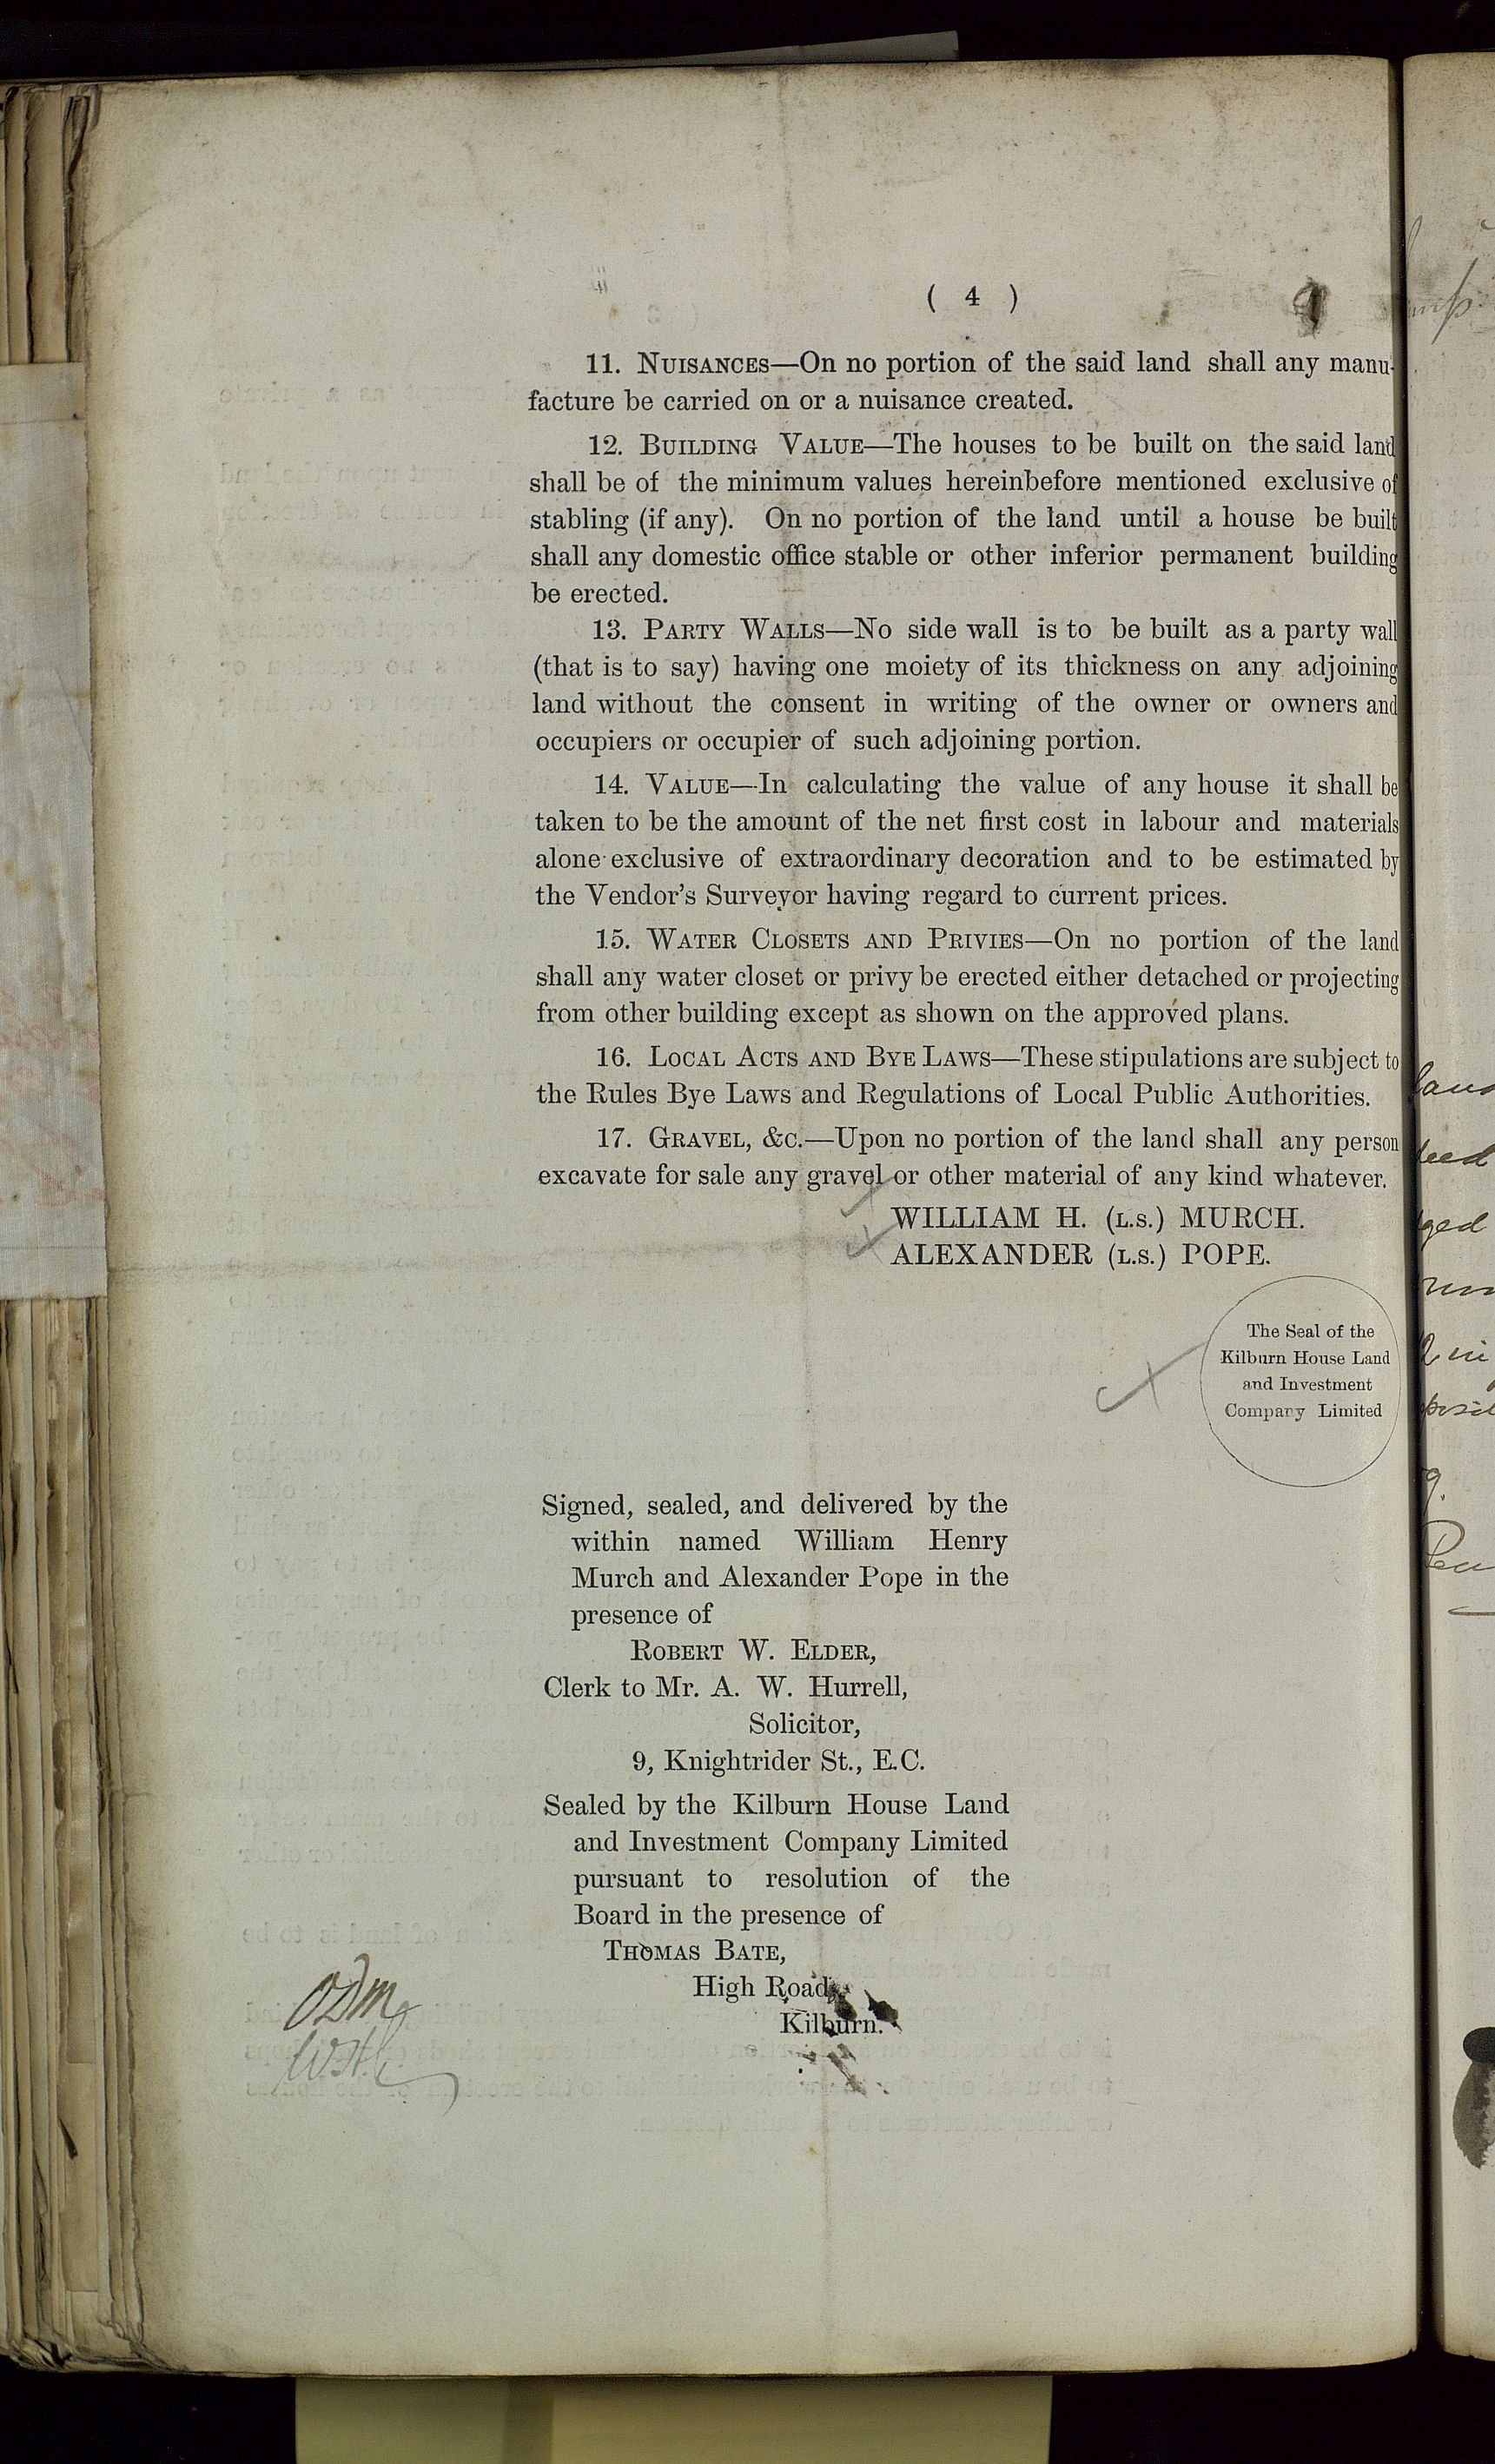 ( 4 )
11. NUISANCES—On no portion of the said land shall any manu-
facture be carried on or a nuisance created.
12. BUILDING VALUE—The houses to be built on the said land
shall be of the minimum values hereinbefore mentioned exclusive of
stabling (if any). On no portion of the land until a house be built
shall any domestic office stable or other inferior permanent building
be erected.
13. PARTY WALLS—No side wall is to be built as a party wall
(that is to say) having one moiety of its thickness on any adjoining
land without the consent in writing of the owner or owners and
occupiers or occupier of such adjoining portion.
14. VALUE—In calculating the value of any house it shall be
taken to be the amount of the net first cost in labour and materials
alone exclusive of extraordinary decoration and to be estimated by
the Vendor's Surveyor having regard to current prices.
15. WATER CLOSETS AND PRIVIES—On no portion of the land
shall any water closet or privy be erected either detached or projecting
from other building except as shown on the approved plans.
16. LOCAL ACTS AND BYE LAWS—These stipulations are subject to
the Rules Bye Laws and Regulations of Local Public Authorities.
17. GRAVEL, &C.—Upon no portion of the land shall any person
excavate for sale any gravel or other material of any kind whatever.
WILLIAM H. (L.S.) MURCH.
ALEXANDER (L.S.) POPE.
The Seal of the
Kilburn House Land
and Investment
Company Limited
Signed, sealed, and delivered by the
within named William Henry
Murch and Alexander Pope in the
presence of
ROBERT W. ELDER,
Clerk to Mr. A. W. Hurrell,
Solicitor,
9, Knightrider St., E.C.
Sealed by the Kilburn House Land
and Investment Company Limited
pursuant to resolution of the
Board in the presence of
THOMAS BATE,
High Road,
Kilburn.